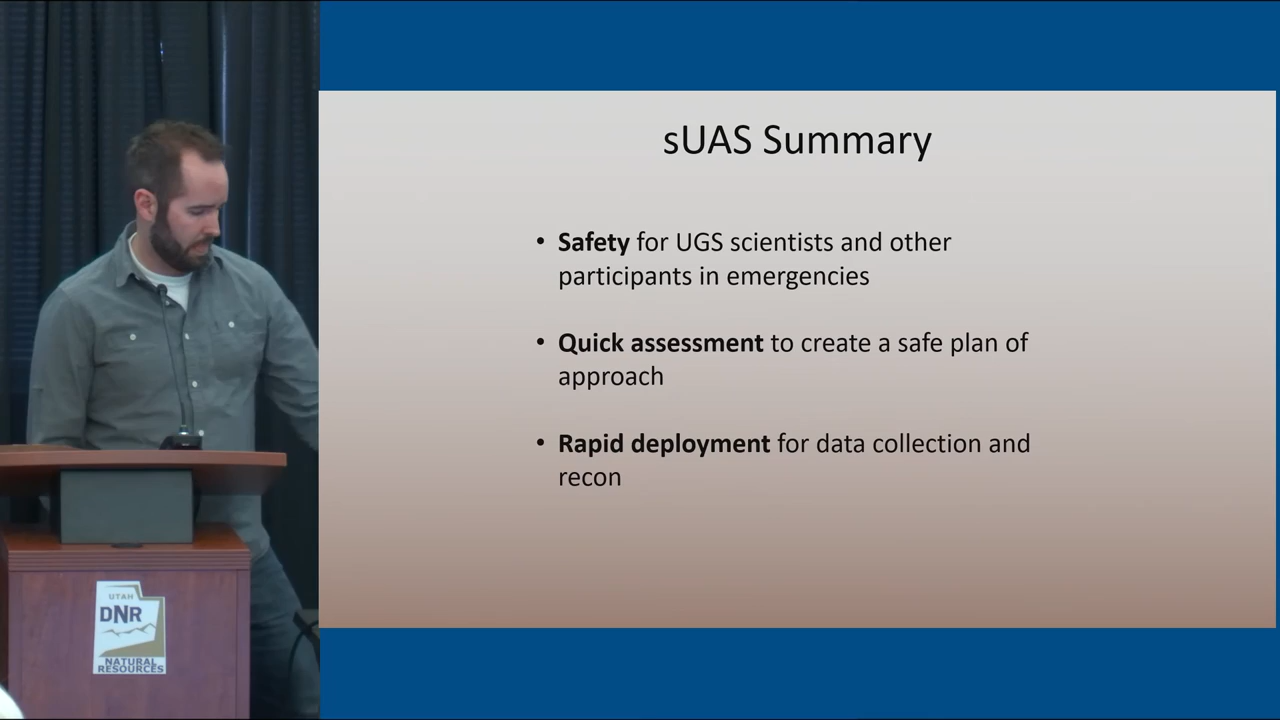 sUAS Summary
• Safety for UGS scientists and other
participants in emergencies
• Quick assessment to create a safe plan of
approach
• Rapid deployment for data collection and
recon
UTAH
DNR
NATURAL
RESOURCES